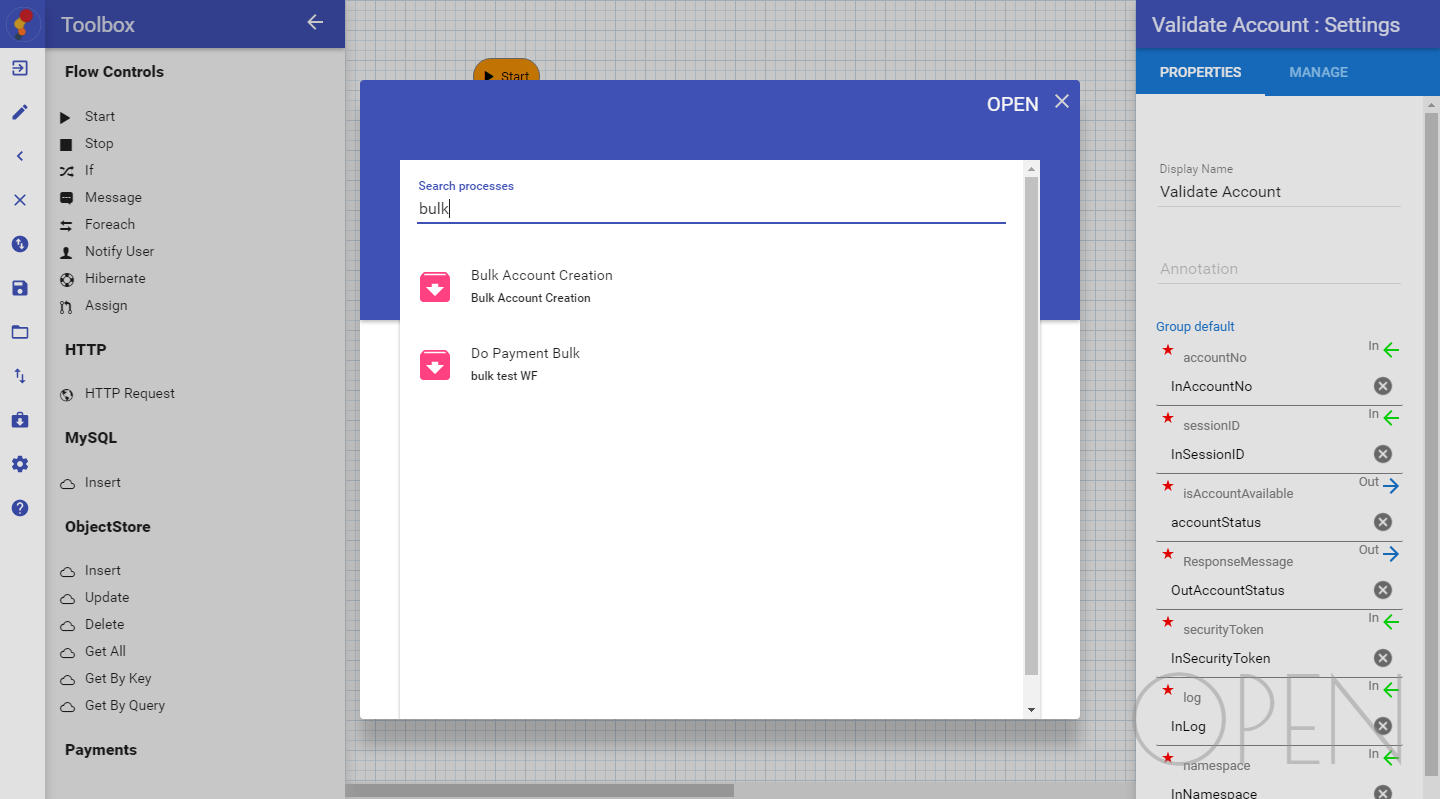 Toolbox
Flow Controls
Start
Stop
If
Message
Foreach
Notify User
Hibernate
Assign
HTTP
HTTP Request
MySQL
Insert
ObjectStore
Insert
Update
Delete
Get All
Get By Key
Get By Query
Payments
Start
OPEN
Search processes
bulk
Bulk Account Creation
Bulk Account Creation
Do Payment Bulk
bulk test WF
Validate Account : Settings
PROPERTIES MANAGE
Display Name
Validate Account
Annotation
Group default
In
accountNo
InAccountNo
In
sessionID
InSessionID
Out
isAccountAvailable
accountStatus
Out
ResponseMessage
OutAccountStatus
In
securityToken
InSecurityToken
In
log
InLog
In
namespace
InNamespace
OPEN